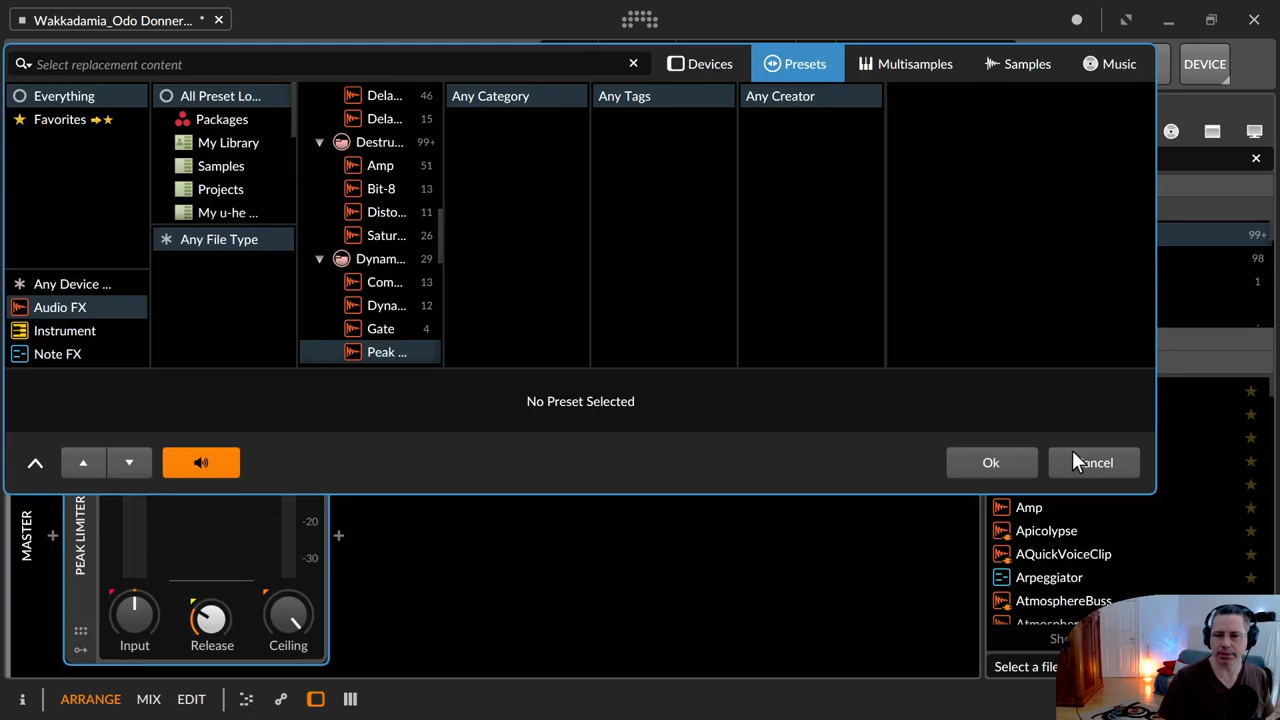 Wakkadamia_Odo Donner... *
Select replacement content
Devices
Presets
Multisamples
Samples
Music
DEVICE
Everything
Favorites
Any Device ...
Audio FX
Instrument
Note FX
All Preset Lo...
Packages
My Library
Samples
Projects
My u-he ...
Any File Type
Dela... 46
Dela... 15
Destru... 99+
Amp 51
Bit-8 13
Disto... 11
Satur... 26
Dynam... 29
Com... 13
Dyna... 12
Gate 4
Peak ...
Any Category
Any Tags
Any Creator
99+
98
1
No Preset Selected
Ok
Cancel
MASTER
PEAK LIMITER
-20
-30
Input
Release
Ceiling
Amp
Apicolypse
AQuickVoiceClip
Arpeggiator
AtmosphereBuss
Select a file
ARRANGE
MIX
EDIT